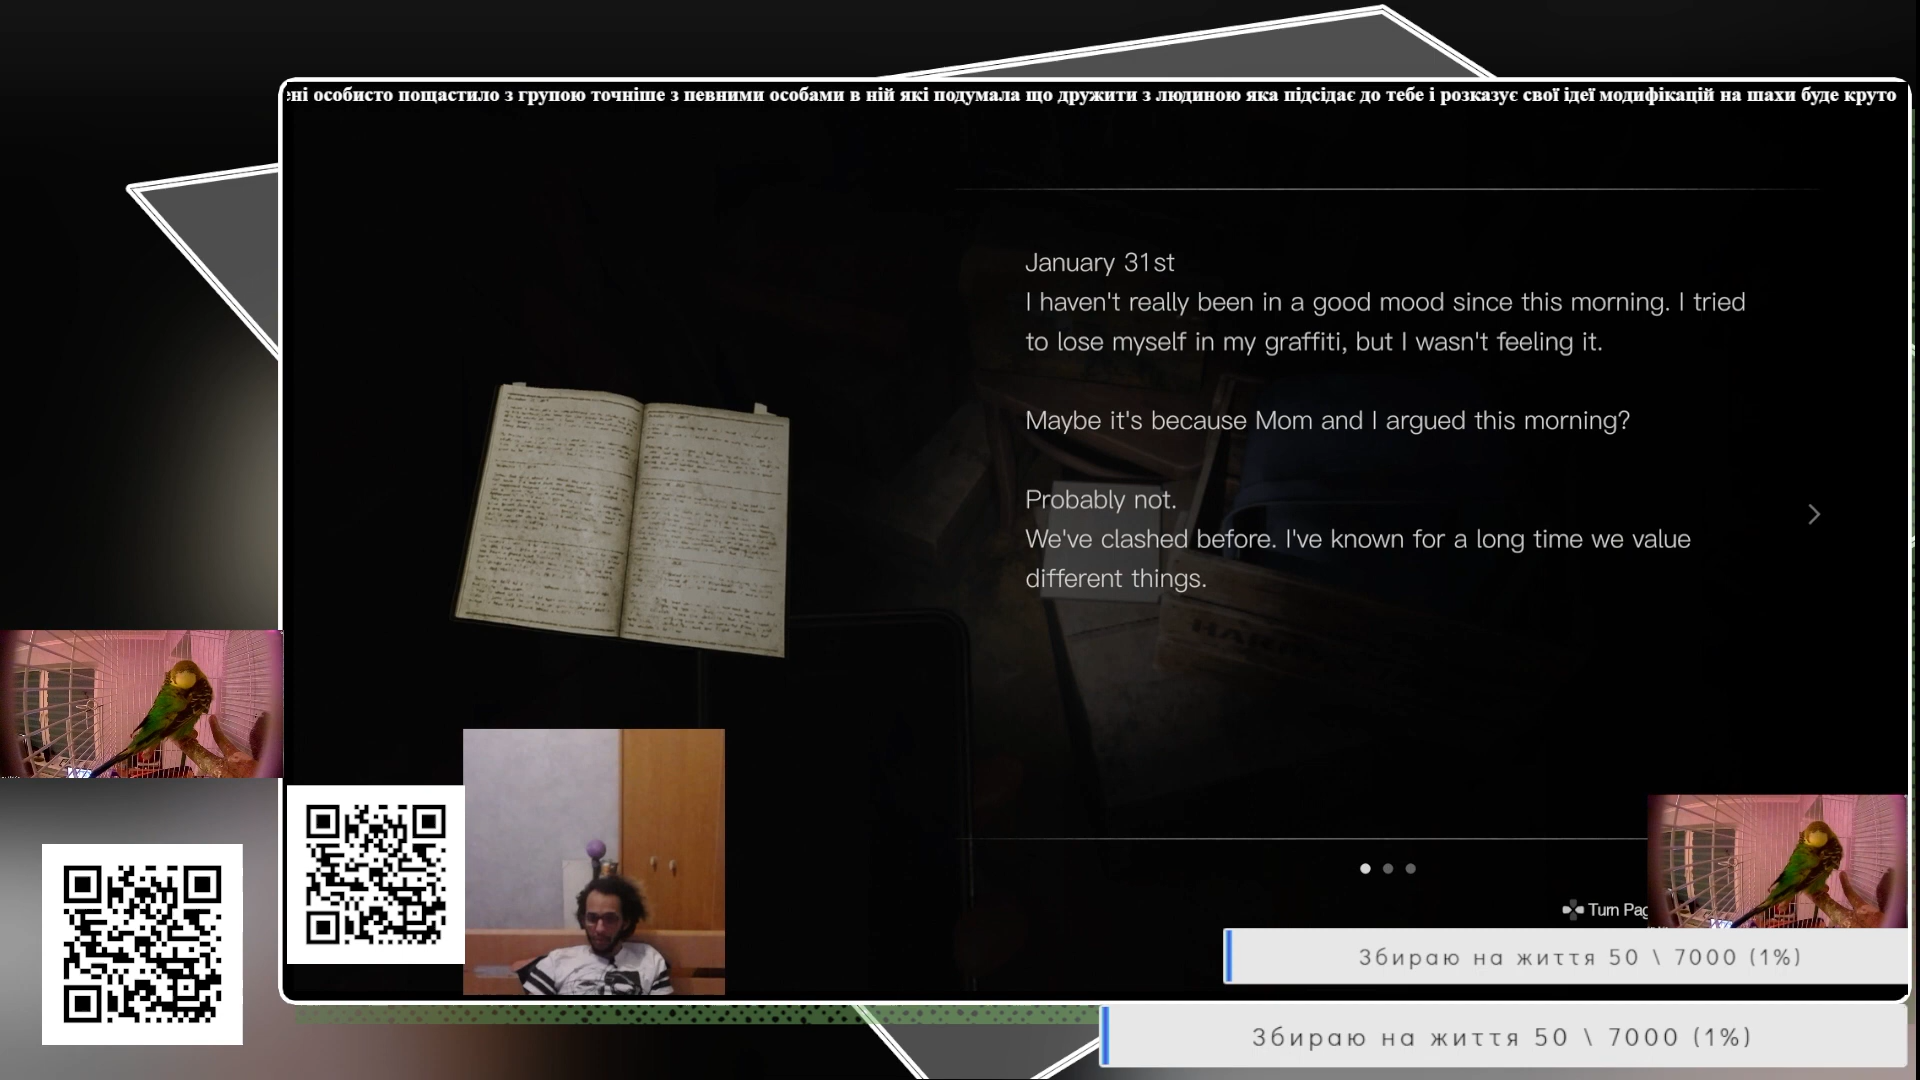 ені особисто пощастило з групою точніше з певними особами в ній які подумала що дружити з людиною яка підсідає до тебе і розказує свої ідеї модифікацій на шахи буде круто
January 31st
I haven't really been in a good mood since this morning. I tried
to lose myself in my graffiti, but I wasn't feeling it.
Maybe it's because Mom and I argued this morning?
Probably not.
We've clashed before. I've known for a long time we value
different things.
Turn Pag
Збираю на життя 50 \ 7000 (1%)
Збираю на життя 50 \ 7000 (1%)